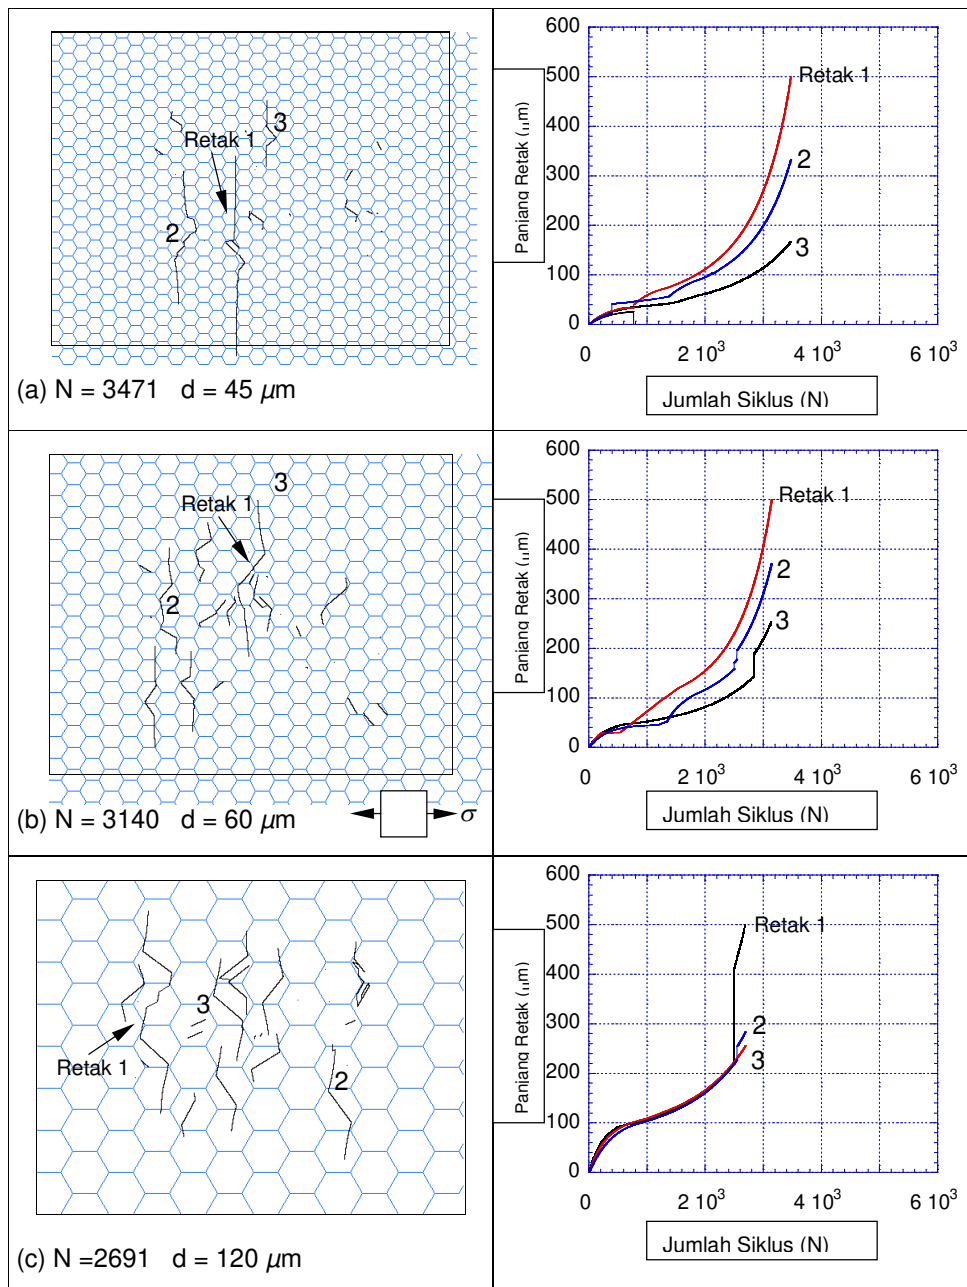 3
Retak 1
2
(a) N = 3471 d = 45 µm
600
500
400
300
200
100
0
Panjang Retak (µm)
Retak 1
2
3
0 2 10³ 4 10³ 6 10³
Jumlah Siklus (N)
3
Retak 1
2
(b) N = 3140 d = 60 µm
σ
600
500
400
300
200
100
0
Panjang Retak (µm)
Retak 1
2
3
0 2 10³ 4 10³ 6 10³
Jumlah Siklus (N)
3
Retak 1
2
(c) N =2691 d = 120 µm
600
500
400
300
200
100
0
Panjang Retak (µm)
Retak 1
2
3
0 2 10³ 4 10³ 6 10³
Jumlah Siklus (N)